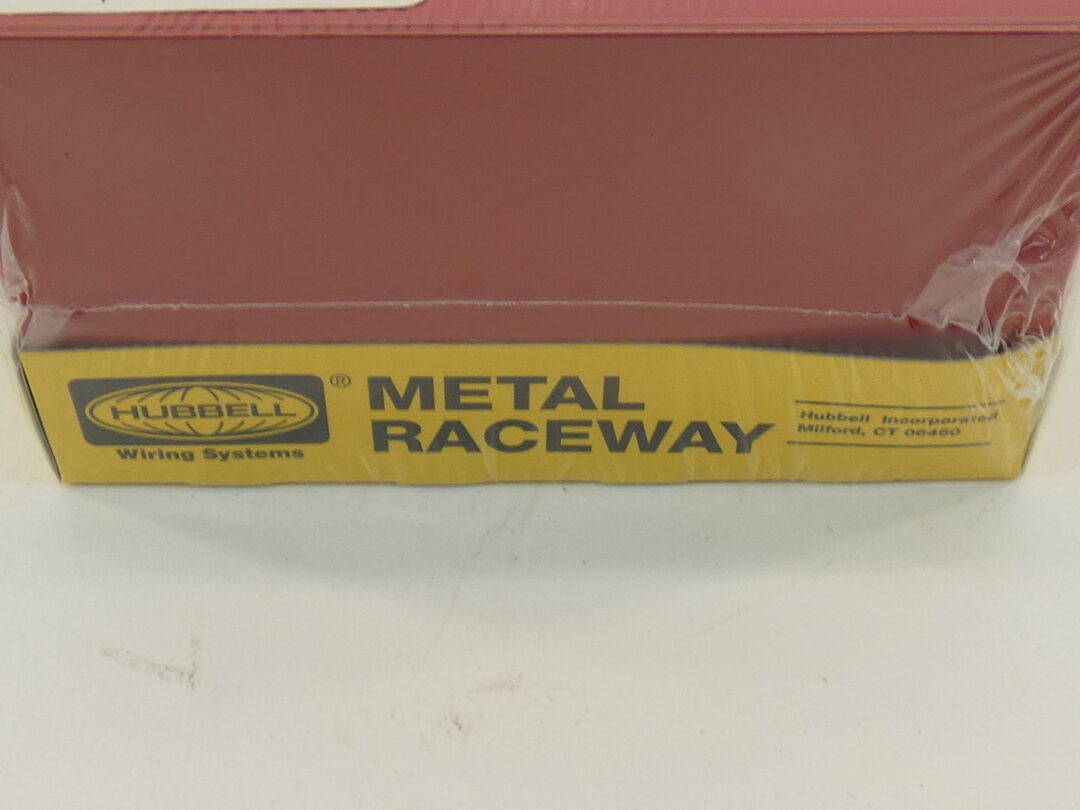 HUBBELL ®
Wiring Systems
METAL
RACEWAY
Hubbell Incorporated
Milford, CT 06460